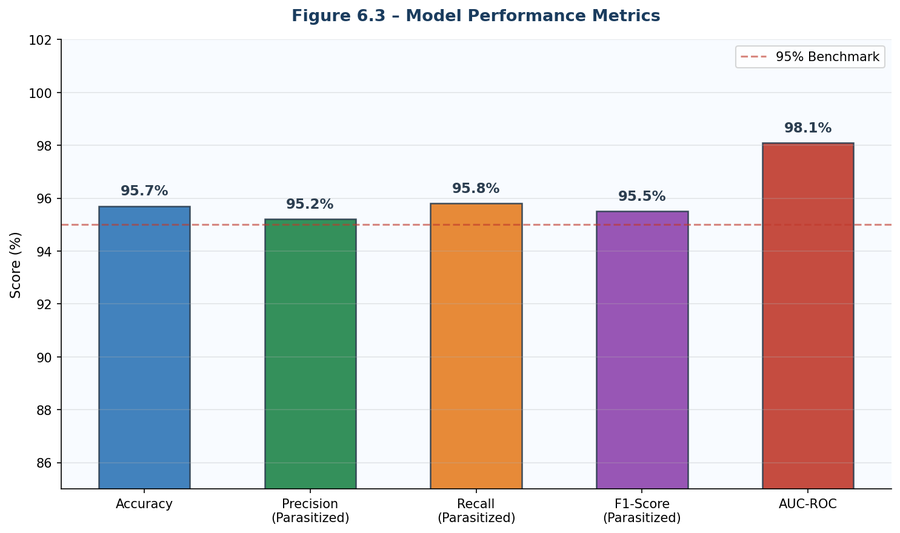 Figure 6.3 – Model Performance Metrics
102
100
98
96
94
92
90
88
86
Score (%)
95% Benchmark
95.7%
95.2%
95.8%
95.5%
98.1%
Accuracy
Precision
(Parasitized)
Recall
(Parasitized)
F1-Score
(Parasitized)
AUC-ROC